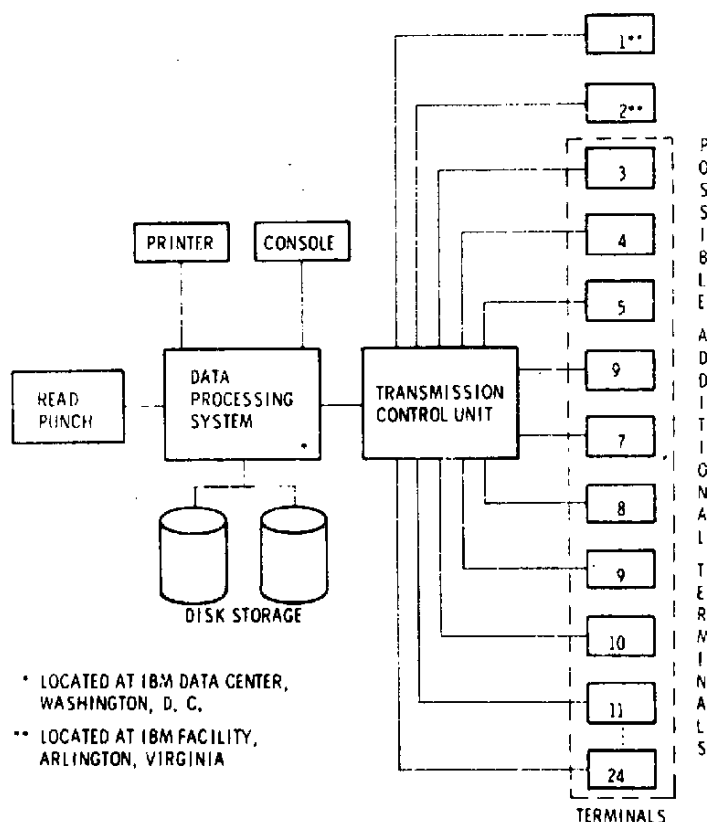 1**
2**
3
4
5
9
7
8
9
10
11
24
TERMINALS
POSSIBLE ADDITIONAL TERMINALS
PRINTER
CONSOLE
READ
PUNCH
DATA
PROCESSING
SYSTEM
*
TRANSMISSION
CONTROL UNIT
DISK STORAGE
* LOCATED AT IBM DATA CENTER,
WASHINGTON, D. C.
** LOCATED AT IBM FACILITY,
ARLINGTON, VIRGINIA